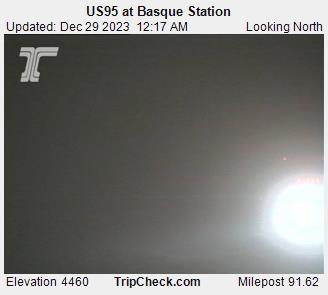 US95 at Basque Station
Updated: Dec 29 2023 12:17 AM Looking North
Elevation 4460 TripCheck.com Milepost 91.62